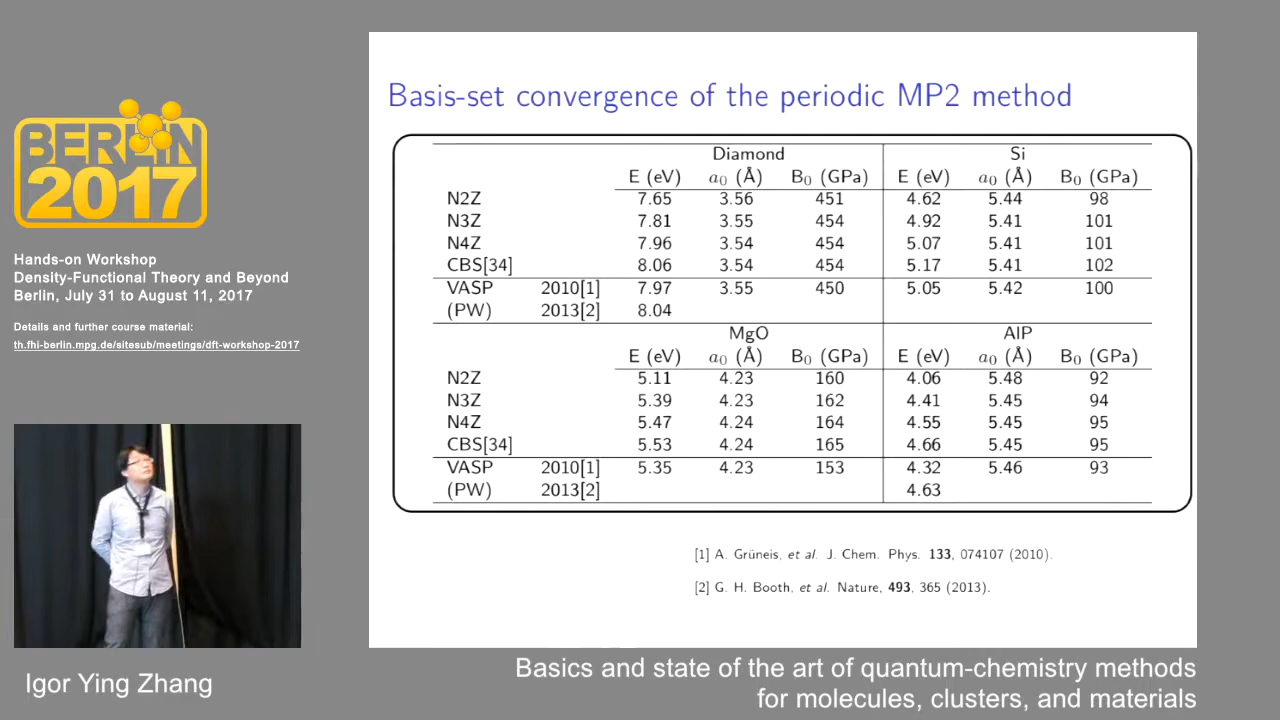 BERLIN
2017
Hands-on Workshop
Density-Functional Theory and Beyond
Berlin, July 31 to August 11, 2017
Details and further course material:
th.fhi-berlin.mpg.de/sitesub/meetings/dft-workshop-2017
Igor Ying Zhang
Basis-set convergence of the periodic MP2 method
Diamond Si
E (eV) a₀ (Å) B₀ (GPa) E (eV) a₀ (Å) B₀ (GPa)
N2Z 7.65 3.56 451 4.62 5.44 98
N3Z 7.81 3.55 454 4.92 5.41 101
N4Z 7.96 3.54 454 5.07 5.41 101
CBS[34] 8.06 3.54 454 5.17 5.41 102
VASP 2010[1] 7.97 3.55 450 5.05 5.42 100
(PW) 2013[2] 8.04
MgO AlP
E (eV) a₀ (Å) B₀ (GPa) E (eV) a₀ (Å) B₀ (GPa)
N2Z 5.11 4.23 160 4.06 5.48 92
N3Z 5.39 4.23 162 4.41 5.45 94
N4Z 5.47 4.24 164 4.55 5.45 95
CBS[34] 5.53 4.24 165 4.66 5.45 95
VASP 2010[1] 5.35 4.23 153 4.32 5.46 93
(PW) 2013[2] 4.63
[1] A. Grüneis, et al. J. Chem. Phys. 133, 074107 (2010).
[2] G. H. Booth, et al. Nature, 493, 365 (2013).
Basics and state of the art of quantum-chemistry methods
for molecules, clusters, and materials